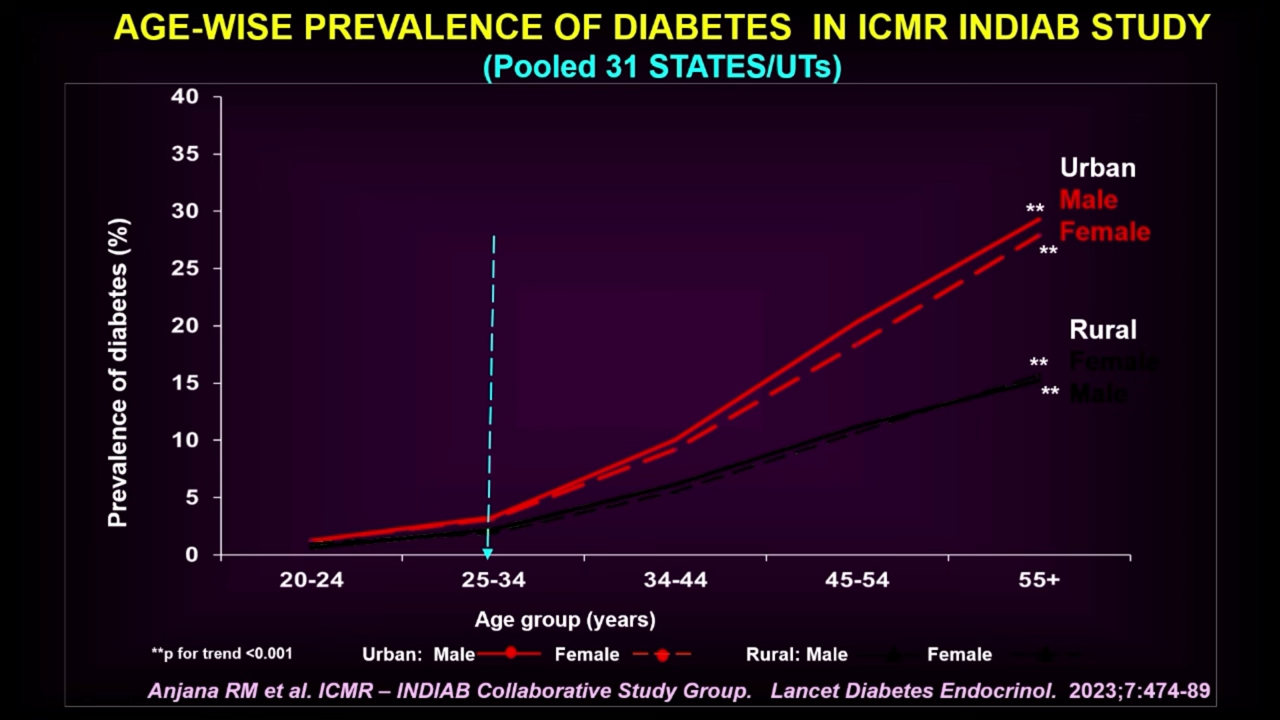 AGE-WISE PREVALENCE OF DIABETES IN ICMR INDIAB STUDY
(Pooled 31 STATES/UTs)
Prevalence of diabetes (%)
40
35
30
25
20
15
10
5
0
Urban
** Male
Female
**
Rural
** Female
** Male
20-24 25-34 34-44 45-54 55+
Age group (years)
**p for trend <0.001 Urban: Male Female Rural: Male Female
Anjana RM et al. ICMR – INDIAB Collaborative Study Group. Lancet Diabetes Endocrinol. 2023;7:474-89